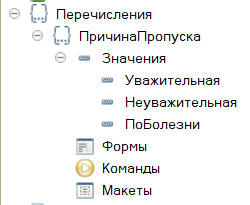 Перечисления
ПричинаПропуска
Значения
Уважительная
Неуважительная
ПоБолезни
Формы
Команды
Макеты